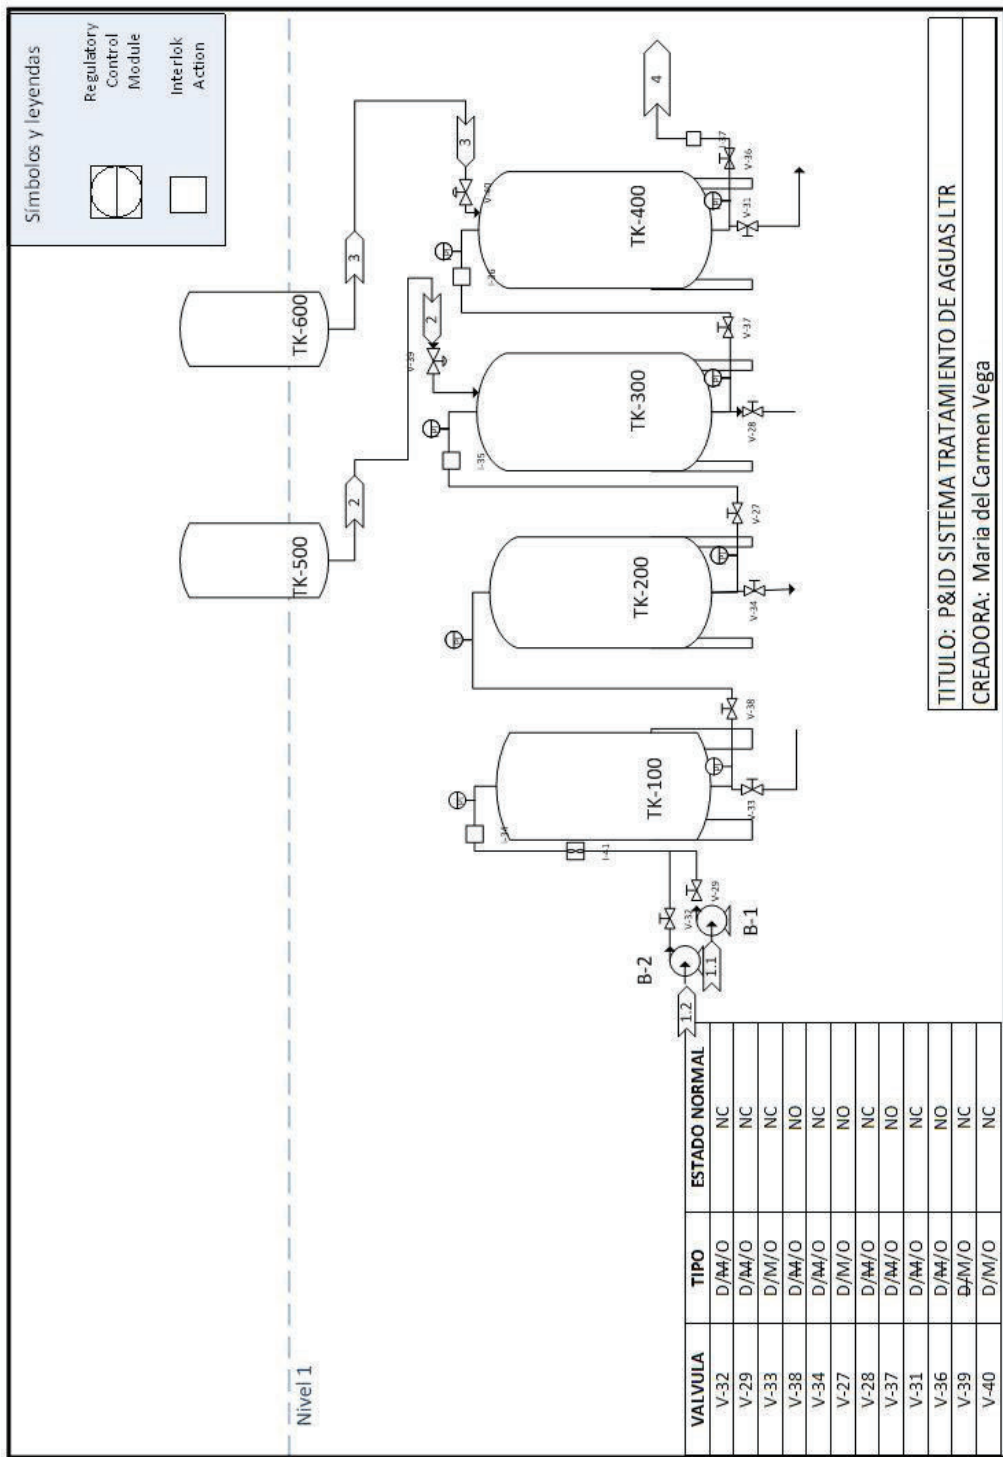 Símbolos y leyendas
Regulatory
Control
Module
Interlok
Action
Nivel 1
TK-500
TK-600
2
3
2
3
4
V-39
V-40
I-34
I-35
I-36
I-37
I-41
TK-100
TK-200
TK-300
TK-400
B-2
B-1
1.2
1.1
V-32
V-29
V-33
V-38
V-34
V-27
V-28
V-37
V-31
V-36
VALVULA TIPO ESTADO NORMAL
V-32 D/M/O NC
V-29 D/M/O NC
V-33 D/M/O NC
V-38 D/M/O NO
V-34 D/M/O NC
V-27 D/M/O NO
V-28 D/M/O NC
V-37 D/M/O NO
V-31 D/M/O NC
V-36 D/M/O NO
V-39 D/M/O NC
V-40 D/M/O NC
TITULO: P&ID SISTEMA TRATAMIENTO DE AGUAS LTR
CREADORA: Maria del Carmen Vega